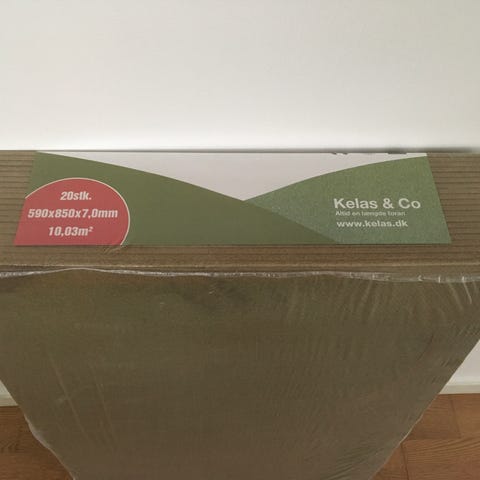 20stk.
590x850x7,0mm
10,03m²
Kelas & Co
Altid en længde foran
www.kelas.dk